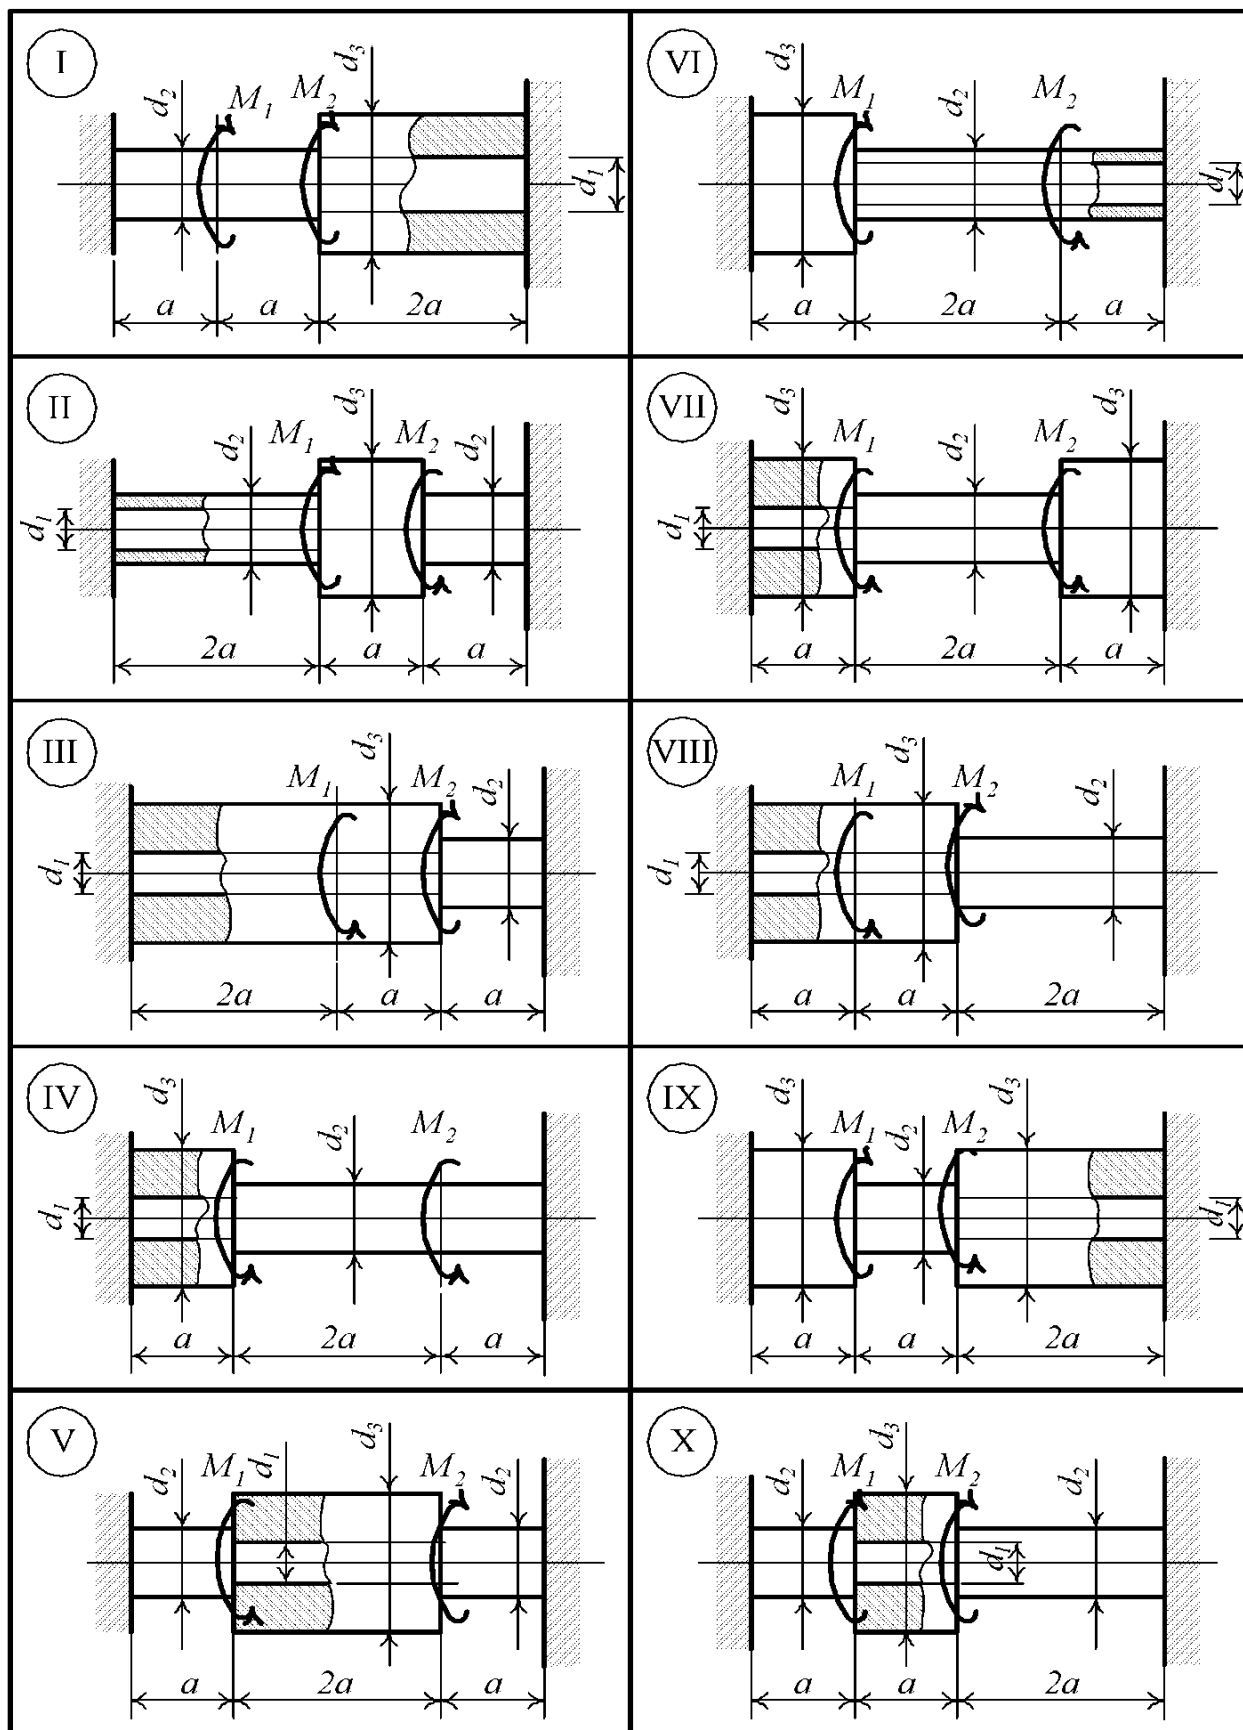 I
d₃
d₂ M₁ M₂
d₁
a a 2a
VI
d₃
M₁ d₂ M₂
d₁
a 2a a
II
d₃
d₂ M₁ M₂ d₂
d₁
2a a a
VII
d₃ M₁ d₂ M₂ d₃
d₁
a 2a a
III
M₁ d₃ M₂ d₂
d₁
2a a a
VIII
M₁ d₃ M₂ d₂
d₁
a a 2a
IV
d₃ M₁ d₂ M₂
d₁
a 2a a
IX
d₃ M₁ d₂ M₂ d₃
d₁
a a 2a
V
d₂ M₁ d₁ d₃ M₂ d₂
a 2a a
X
d₂ M₁ d₃ M₂ d₂
d₁
a a 2a